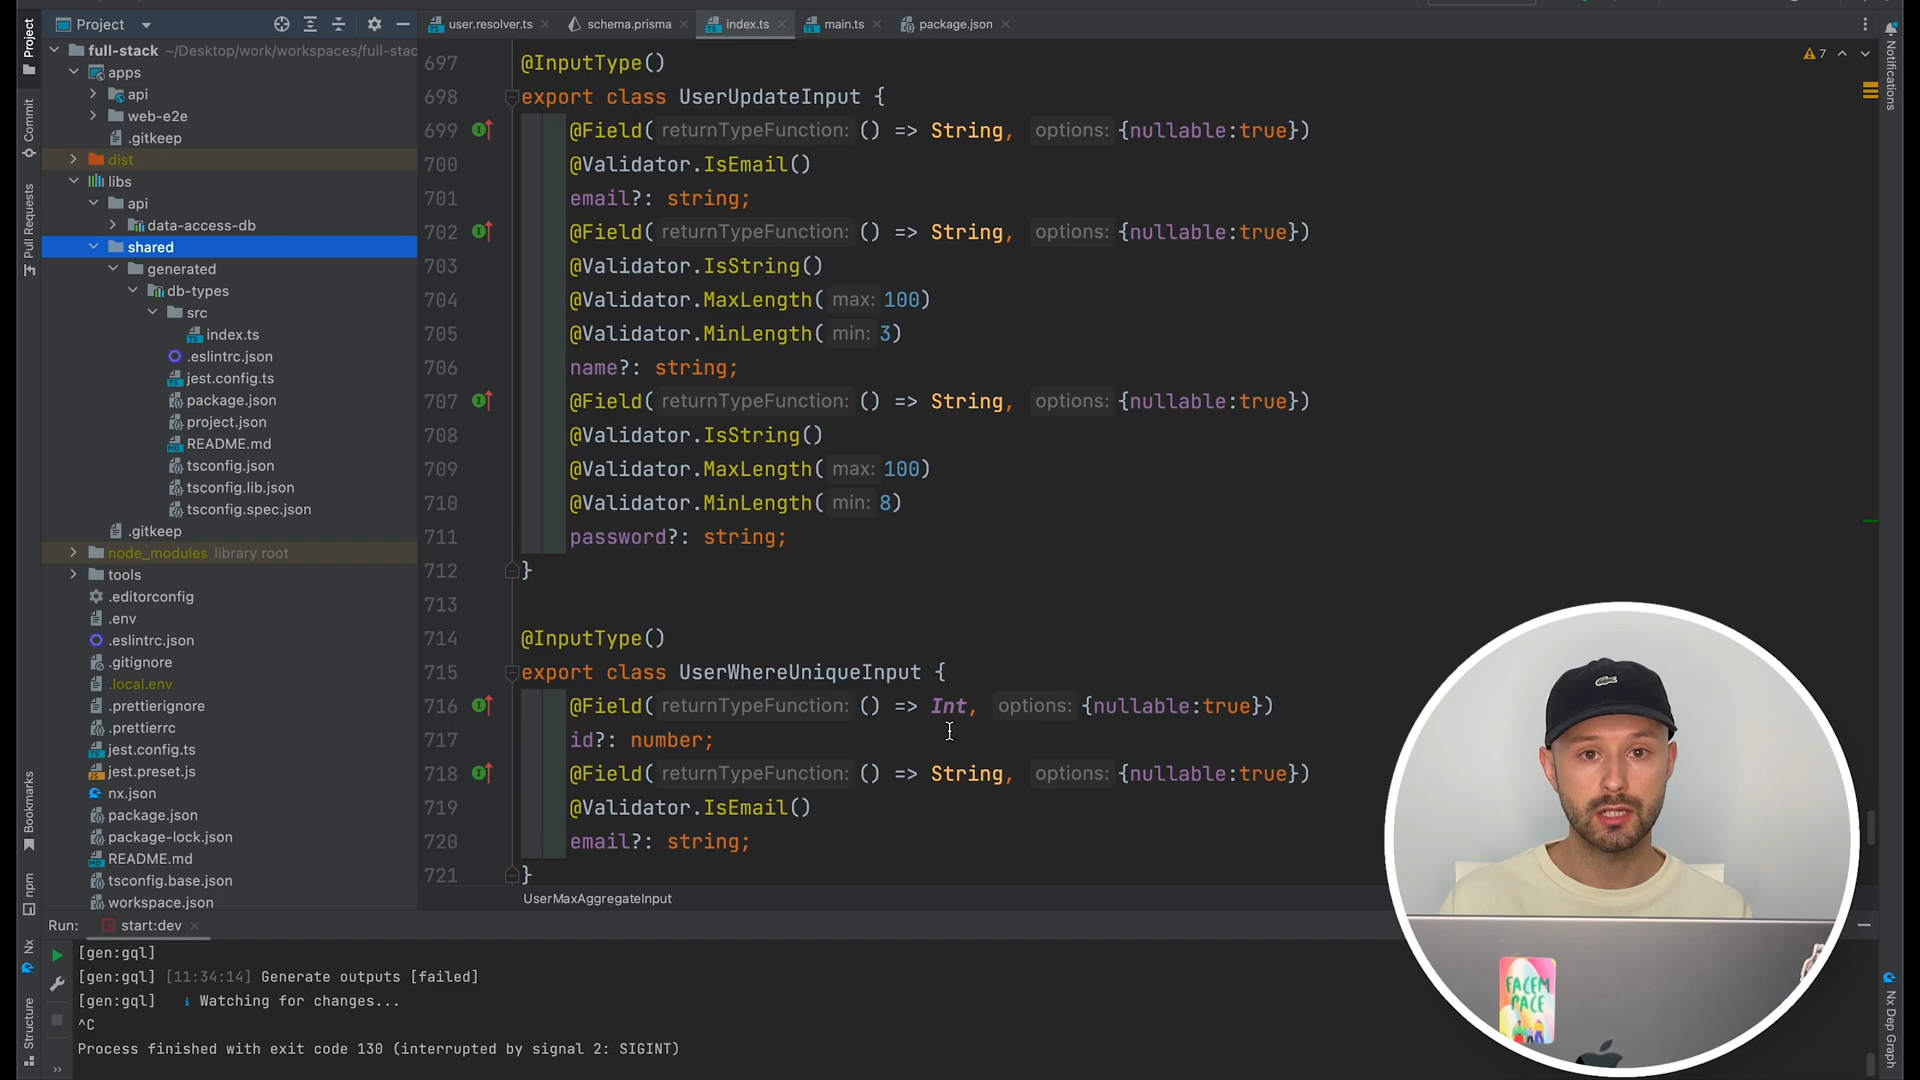 Project
user.resolver.ts
schema.prisma
index.ts
main.ts
package.json
Project
Commit
Pull Requests
Bookmarks
npm
Nx
Structure
full-stack ~/Desktop/work/workspaces/full-stac
apps
api
web-e2e
.gitkeep
dist
libs
api
data-access-db
shared
generated
db-types
src
index.ts
.eslintrc.json
jest.config.ts
package.json
project.json
README.md
tsconfig.json
tsconfig.lib.json
tsconfig.spec.json
.gitkeep
node_modules library root
tools
.editorconfig
.env
.eslintrc.json
.gitignore
.local.env
.prettierignore
.prettierrc
jest.config.ts
jest.preset.js
nx.json
package.json
package-lock.json
README.md
tsconfig.base.json
workspace.json
697 @InputType()
698 export class UserUpdateInput {
699 @Field( returnTypeFunction: () => String, options: {nullable:true})
700 @Validator.IsEmail()
701 email?: string;
702 @Field( returnTypeFunction: () => String, options: {nullable:true})
703 @Validator.IsString()
704 @Validator.MaxLength( max: 100)
705 @Validator.MinLength( min: 3)
706 name?: string;
707 @Field( returnTypeFunction: () => String, options: {nullable:true})
708 @Validator.IsString()
709 @Validator.MaxLength( max: 100)
710 @Validator.MinLength( min: 8)
711 password?: string;
712 }
713
714 @InputType()
715 export class UserWhereUniqueInput {
716 @Field( returnTypeFunction: () => Int, options: {nullable:true})
717 id?: number;
718 @Field( returnTypeFunction: () => String, options: {nullable:true})
719 @Validator.IsEmail()
720 email?: string;
721 }
UserMaxAggregateInput
7
Notifications
Nx Dep Graph
FACEM
PACE
Run: start:dev
[gen:gql]
[gen:gql] [11:34:14] Generate outputs [failed]
[gen:gql] i Watching for changes...
^C
Process finished with exit code 130 (interrupted by signal 2: SIGINT)